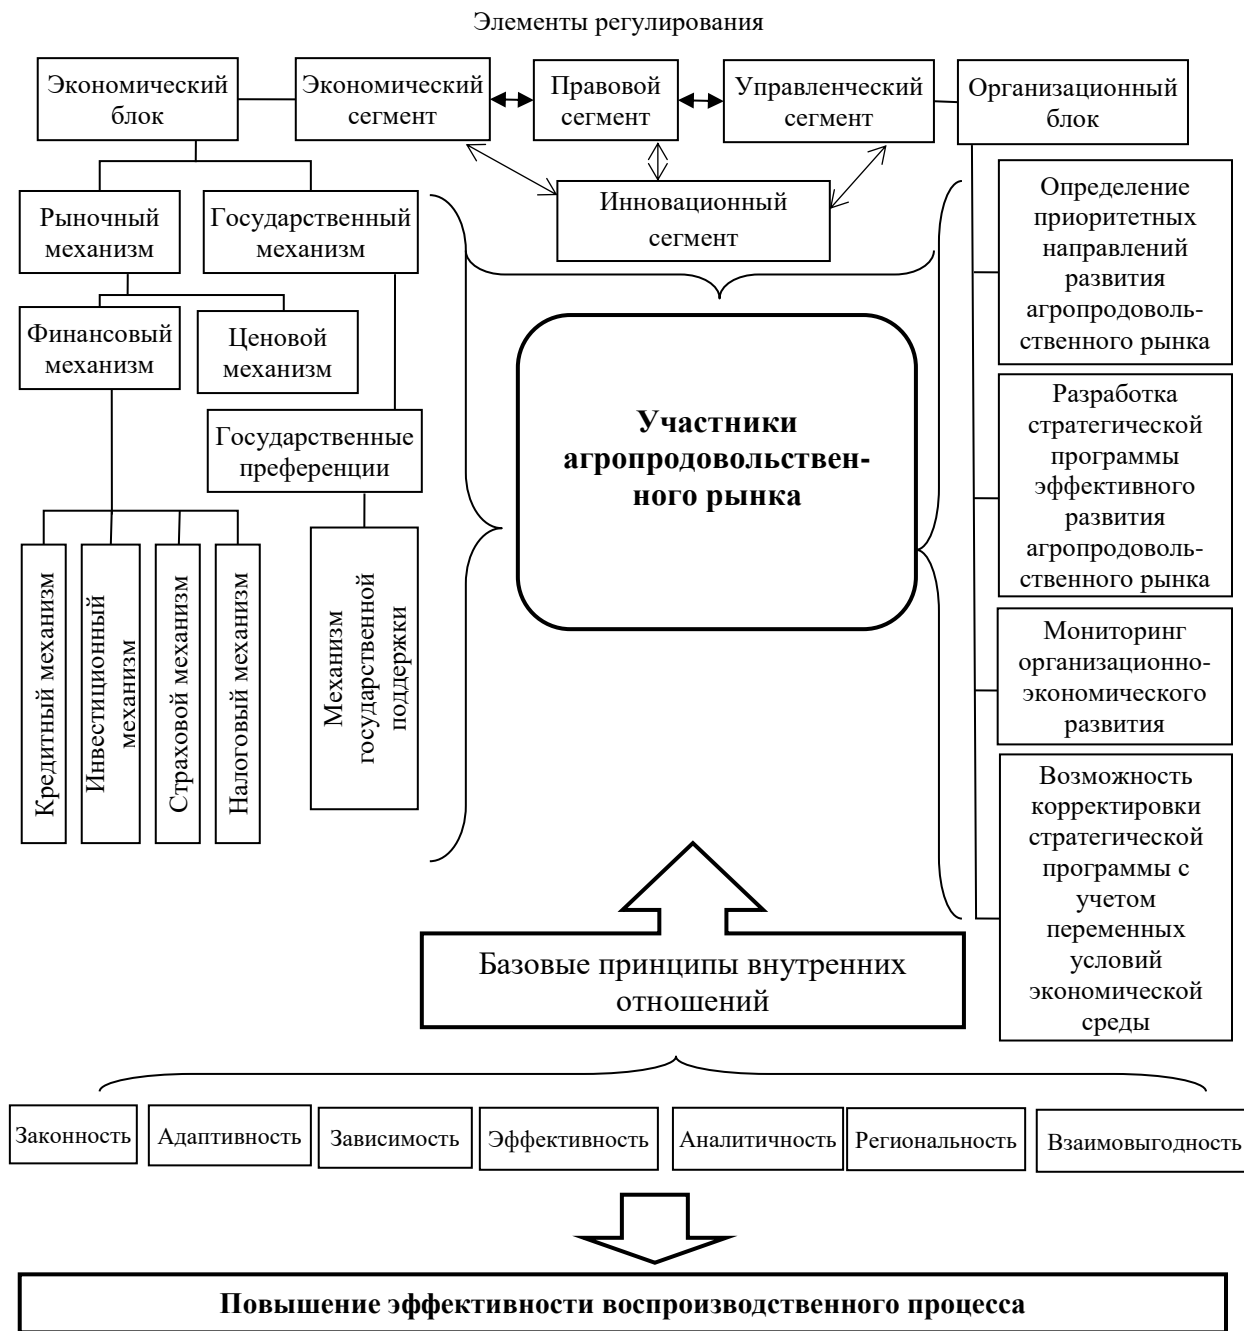 Элементы регулирования
Экономический
блок
Экономический
сегмент
Правовой
сегмент
Управленческий
сегмент
Организационный
блок
Инновационный
сегмент
Рыночный
механизм
Государственный
механизм
Финансовый
механизм
Ценовой
механизм
Государственные
преференции
Кредитный механизм
Инвестиционный
механизм
Страховой механизм
Налоговый механизм
Механизм
государственной
поддержки
Участники
агропродовольствен-
ного рынка
Определение
приоритетных
направлений
развития
агропродоволь-
ственного рынка
Разработка
стратегической
программы
эффективного
развития
агропродоволь-
ственного рынка
Мониторинг
организационно-
экономического
развития
Возможность
корректировки
стратегической
программы с
учетом
переменных
условий
экономической
среды
Базовые принципы внутренних
отношений
Законность
Адаптивность
Зависимость
Эффективность
Аналитичность
Региональность
Взаимовыгодность
Повышение эффективности воспроизводственного процесса